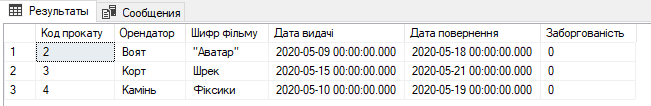 Результаты Сообщения
Код прокату Орендатор Шифр фільму Дата видачі Дата повернення Заборгованість
1 2 Воят "Аватар" 2020-05-09 00:00:00.000 2020-05-18 00:00:00.000 0
2 3 Корт Шрек 2020-05-15 00:00:00.000 2020-05-21 00:00:00.000 0
3 4 Камінь Фіксики 2020-05-10 00:00:00.000 2020-05-19 00:00:00.000 0